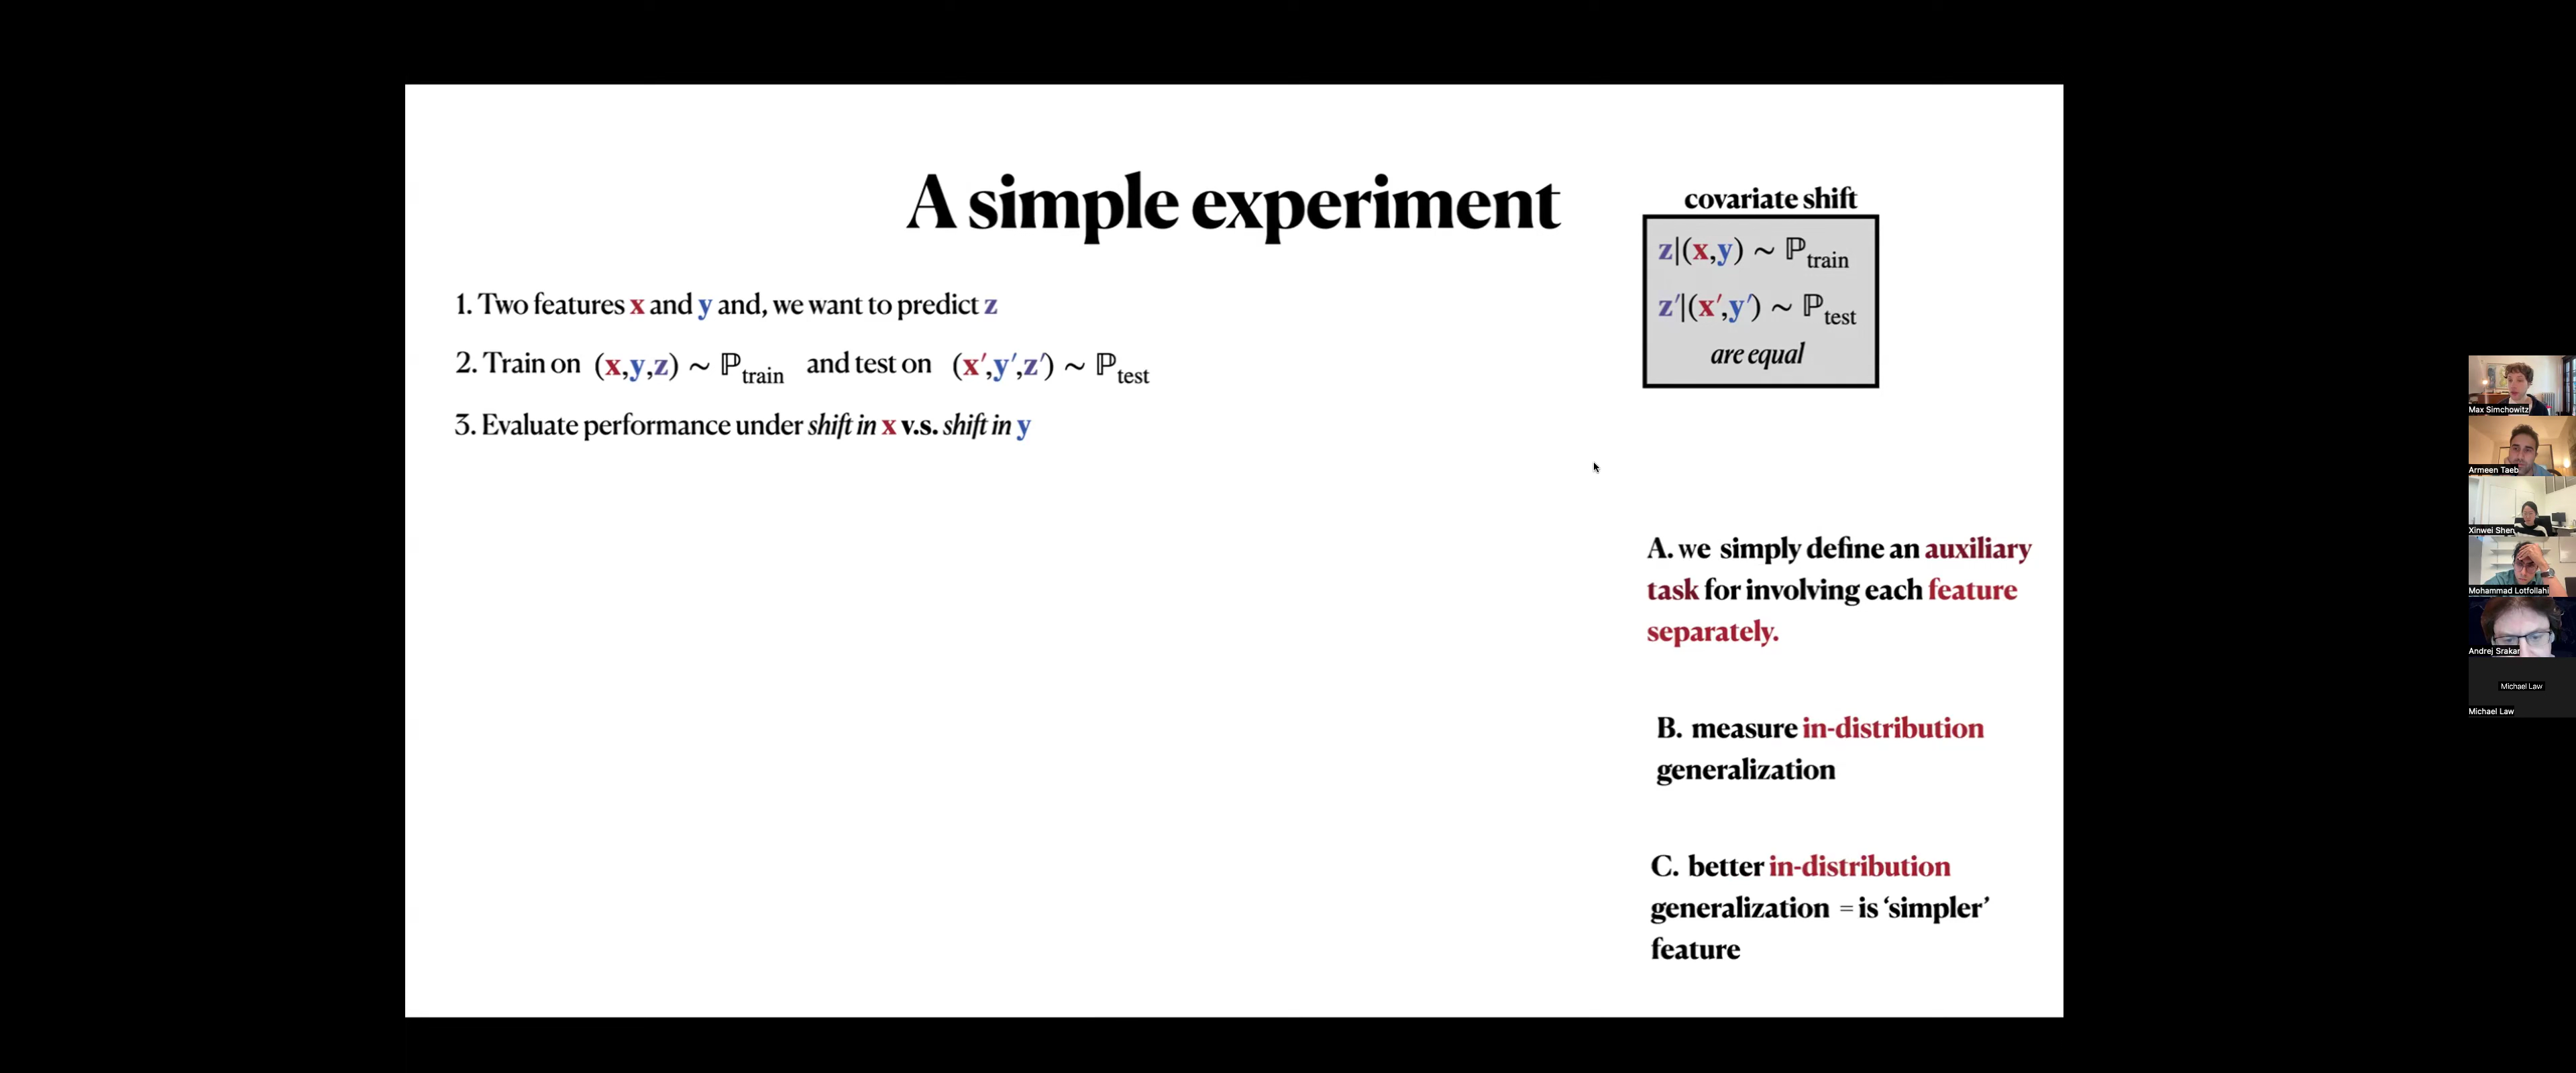 A simple experiment
1. Two features x and y and, we want to predict z
2. Train on (x,y,z) ~ ℙtrain and test on (x′,y′,z′) ~ ℙtest
3. Evaluate performance under shift in x v.s. shift in y
covariate shift
z|(x,y) ~ ℙtrain
z′|(x′,y′) ~ ℙtest
are equal
A. we simply define an auxiliary
task for involving each feature
separately.
B. measure in-distribution
generalization
C. better in-distribution
generalization = is ‘simpler’
feature
Max Simchowitz
Armeen Taeb
Xinwei Shen
Mohammad Lotfollahi
Andrej Srakar
Michael Law
Michael Law